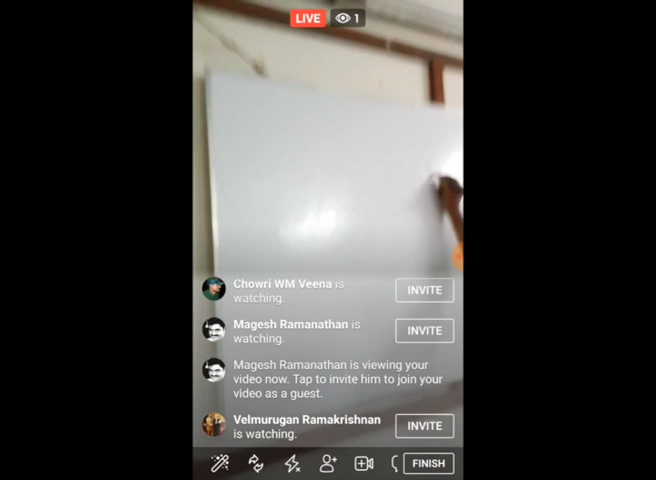 LIVE 1
Chowri WM Veena is
watching.
INVITE
Magesh Ramanathan is
watching.
INVITE
Magesh Ramanathan is viewing your
video now. Tap to invite him to join your
video as a guest.
Velmurugan Ramakrishnan
is watching.
INVITE
FINISH